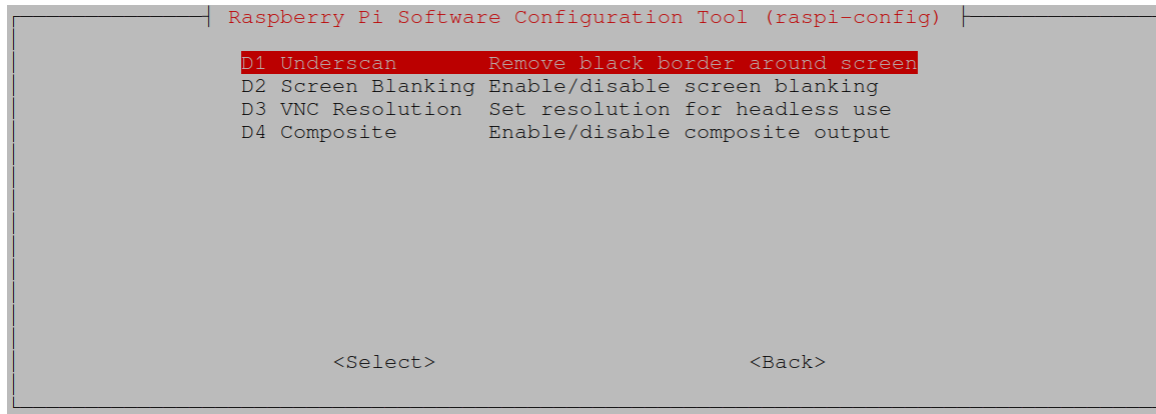 Raspberry Pi Software Configuration Tool (raspi-config)
D1 Underscan Remove black border around screen
D2 Screen Blanking Enable/disable screen blanking
D3 VNC Resolution Set resolution for headless use
D4 Composite Enable/disable composite output
<Select> <Back>